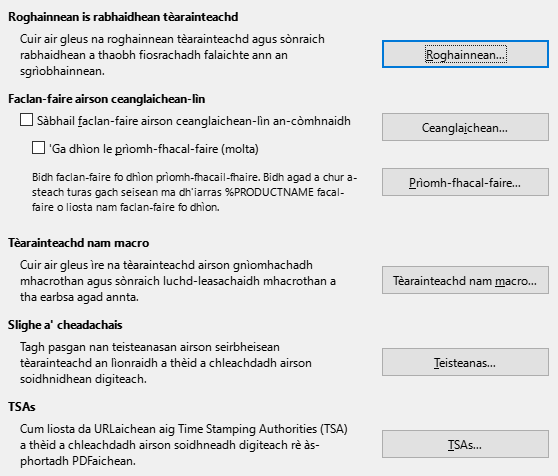 Roghainnean is rabhaidhean tèarainteachd
Cuir air gleus na roghainnean tèarainteachd agus sònraich
rabhaidhean a thaobh fiosrachadh falaichte ann an
sgrìobhainnean.
Roghainnean...
Faclan-faire airson ceanglaichean-lìn
Sàbhail faclan-faire airson ceanglaichean-lìn an-còmhnaidh
Ceanglaichean...
'Ga dhìon le prìomh-fhacal-faire (molta)
Bidh faclan-faire fo dhìon prìomh-fhacail-fhaire. Bidh agad a chur a-
steach turas gach seisean ma dh'iarras %PRODUCTNAME facal-
faire o liosta nam faclan-faire fo dhìon.
Prìomh-fhacal-faire...
Tèarainteachd nam macro
Cuir air gleus ìre na tèarainteachd airson gnìomhachadh
mhacrothan agus sònraich luchd-leasachaidh mhacrothan a
tha earbsa agad annta.
Tèarainteachd nam macro...
Slighe a' cheadachais
Tagh pasgan nan teisteanasan airson seirbheisean
tèarainteachd an lìonraidh a thèid a chleachdadh airson
soidhnidhean digiteach.
Teisteanas...
TSAs
Cum liosta da URLaichean aig Time Stamping Authorities (TSA)
a thèid a chleachdadh airson soidhneadh digiteach rè às-
phortadh PDFaichean.
TSAs...